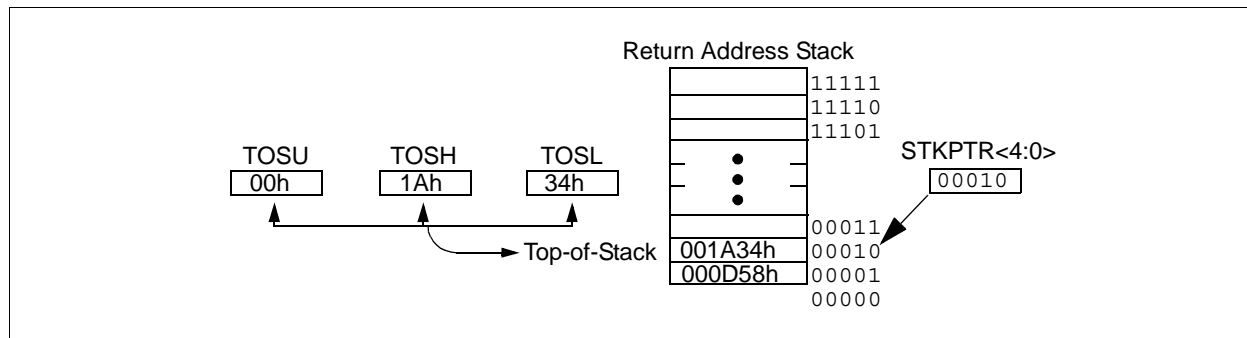 Return Address Stack
11111
11110
11101
TOSU TOSH TOSL
00h 1Ah 34h
STKPTR<4:0>
00010
00011
Top-of-Stack 001A34h 00010
000D58h 00001
00000